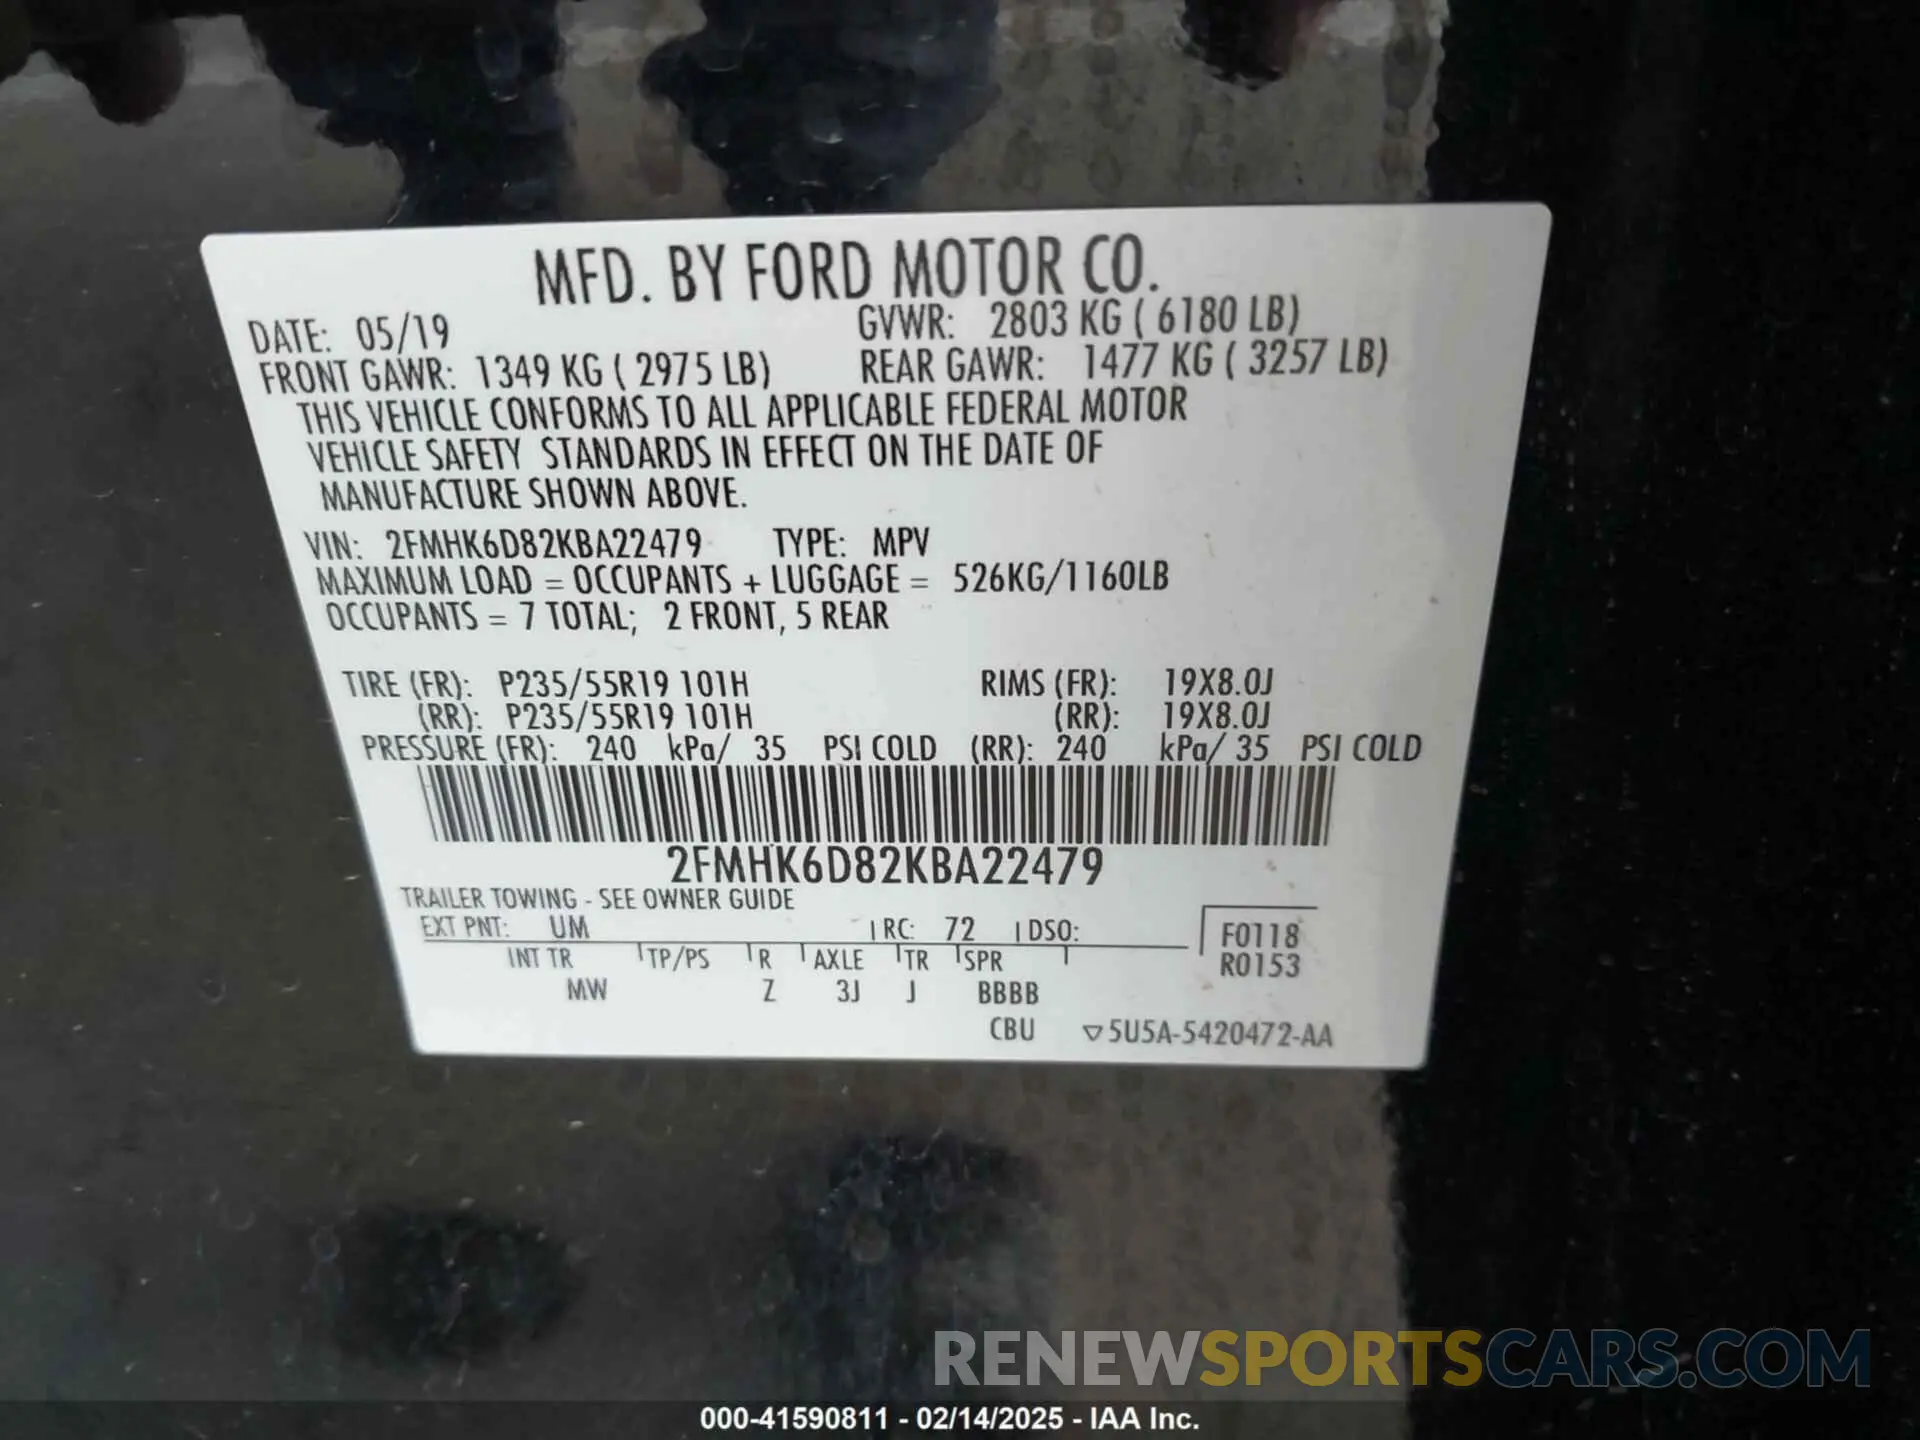 MFD. BY FORD MOTOR CO.
DATE: 05/19 GVWR: 2803 KG ( 6180 LB)
FRONT GAWR: 1349 KG ( 2975 LB) REAR GAWR: 1477 KG ( 3257 LB)
THIS VEHICLE CONFORMS TO ALL APPLICABLE FEDERAL MOTOR
VEHICLE SAFETY STANDARDS IN EFFECT ON THE DATE OF
MANUFACTURE SHOWN ABOVE.
VIN: 2FMHK6D82KBA22479 TYPE: MPV
MAXIMUM LOAD = OCCUPANTS + LUGGAGE = 526KG/1160LB
OCCUPANTS = 7 TOTAL; 2 FRONT, 5 REAR
TIRE (FR): P235/55R19 101H RIMS (FR): 19X8.0J
(RR): P235/55R19 101H (RR): 19X8.0J
PRESSURE (FR): 240 kPa/ 35 PSI COLD (RR): 240 kPa/ 35 PSI COLD
2FMHK6D82KBA22479
TRAILER TOWING - SEE OWNER GUIDE
EXT PNT: UM RC: 72 DSO: F0118
INT TR TP/PS R AXLE TR SPR R0153
MW Z 3J J BBBB
CBU ▽5U5A-5420472-AA
RENEWSPORTSCARS.COM
000-41590811 - 02/14/2025 - IAA Inc.